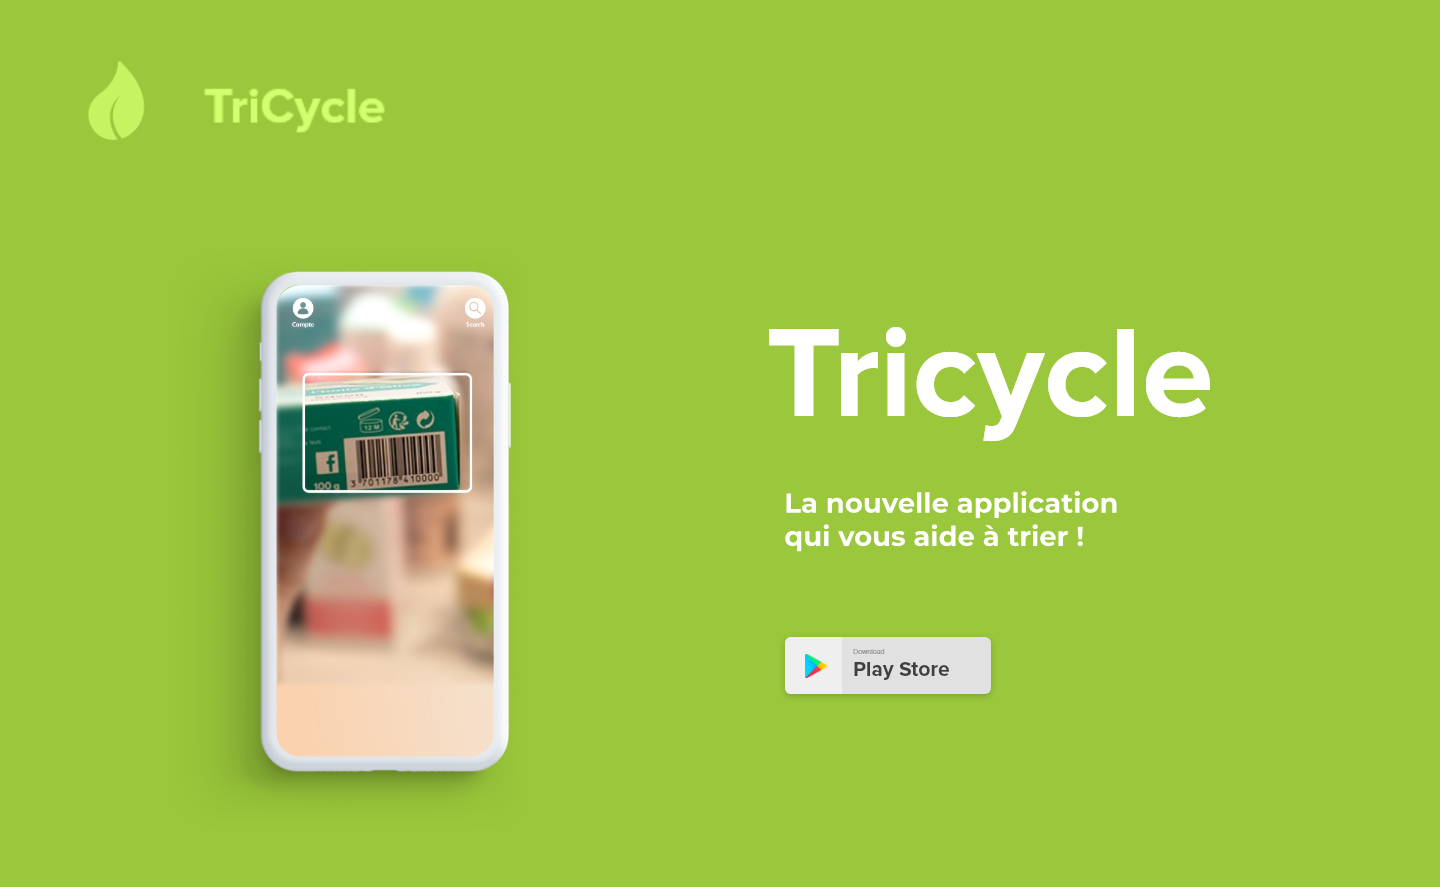 TriCycle
Compte
Search
12 M
100 g
3 701178 410000
Tricycle
La nouvelle application
qui vous aide à trier !
Download
Play Store